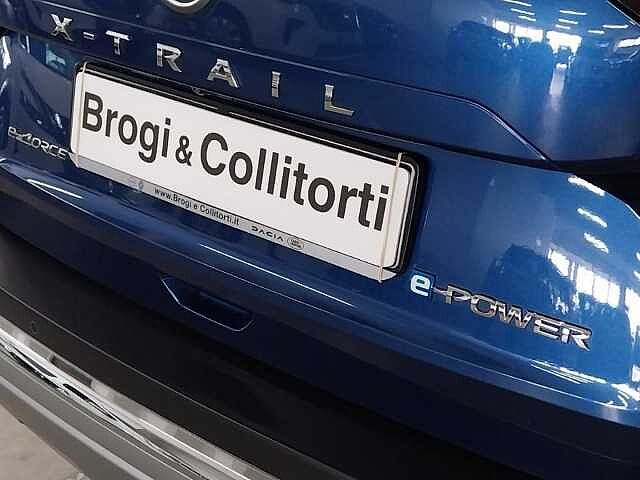 X-TRAIL
Brogi & Collitorti
e-4ORCE
www.Brogi e Collitorti.it
DACIA
e-POWER